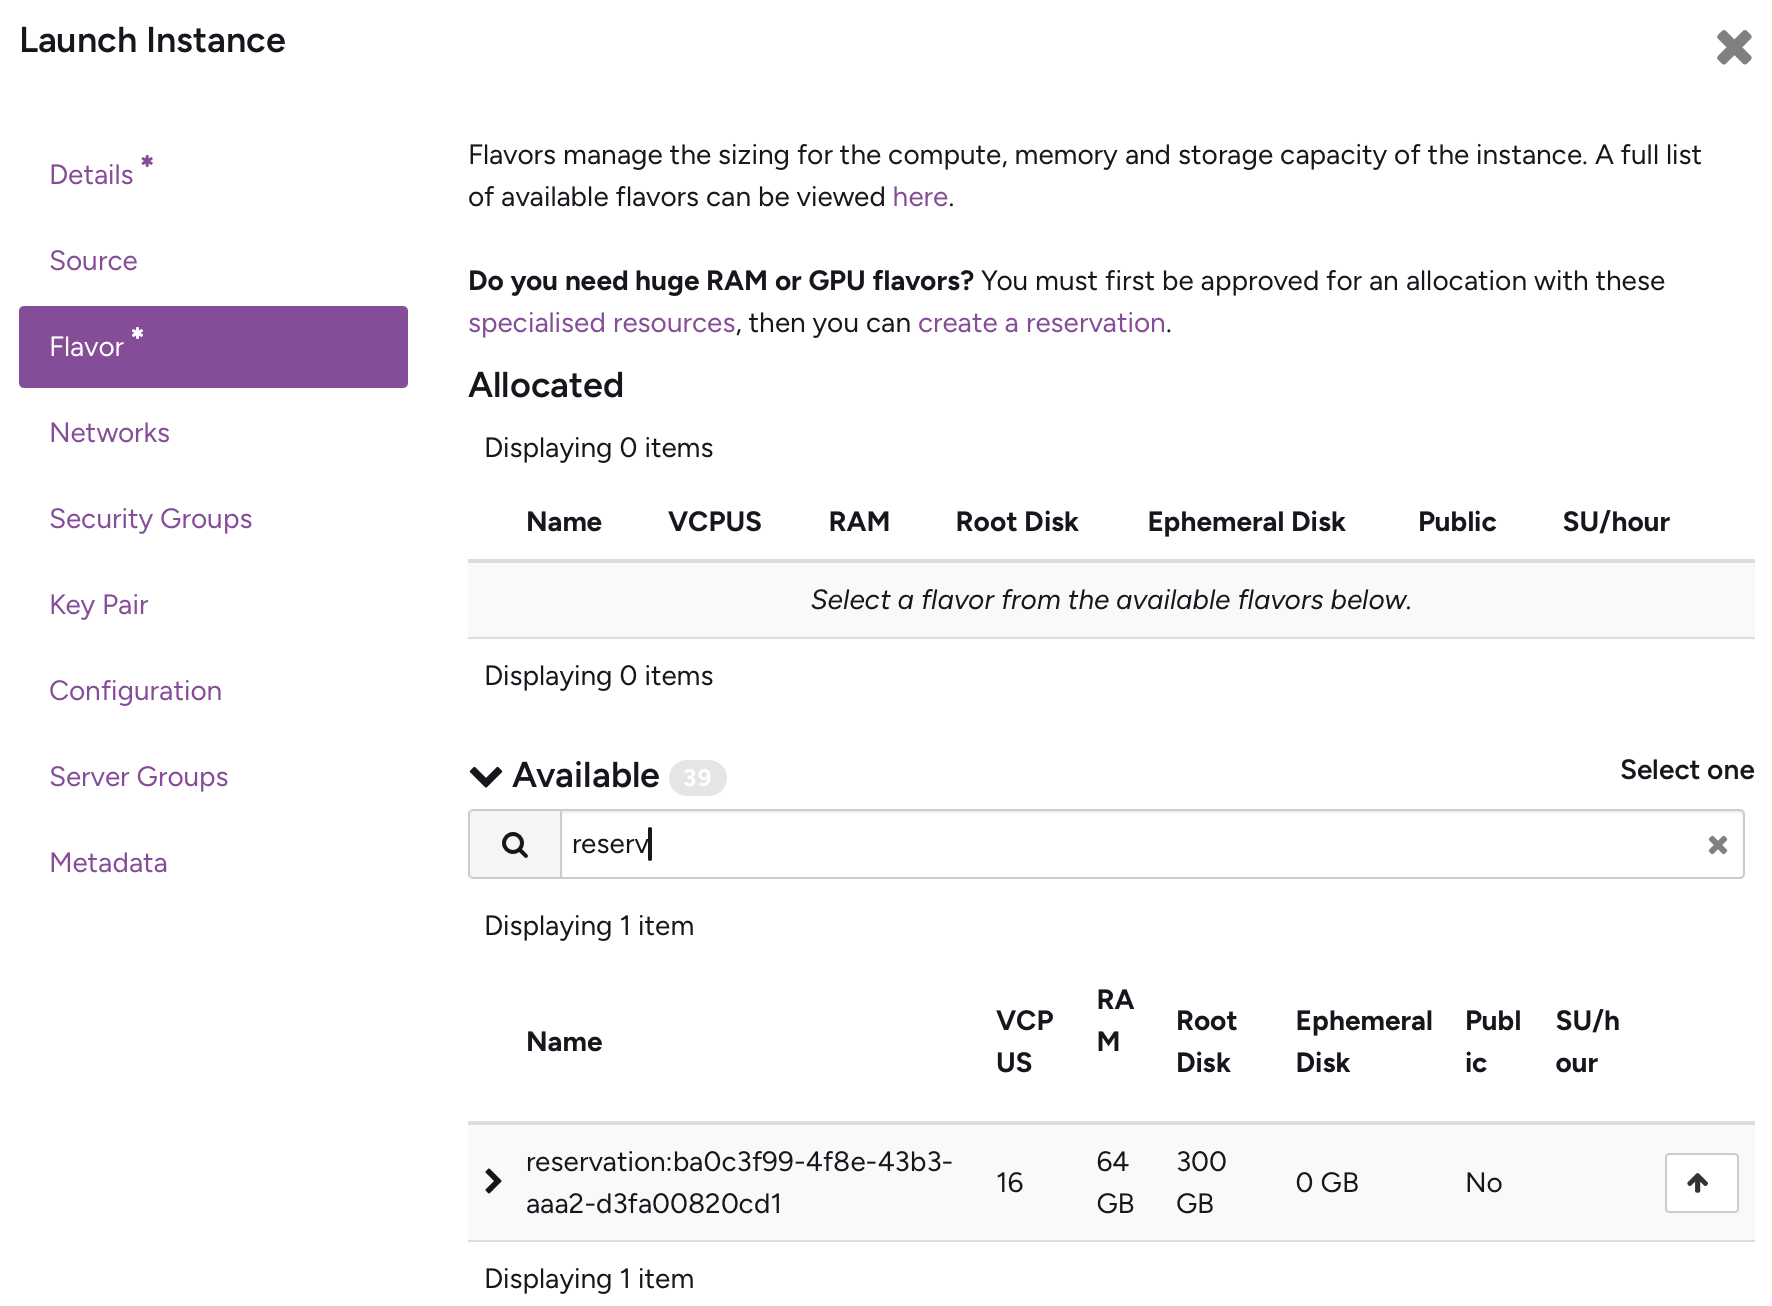 Launch Instance
Details *
Source
Flavor *
Networks
Security Groups
Key Pair
Configuration
Server Groups
Metadata
Flavors manage the sizing for the compute, memory and storage capacity of the instance. A full list
of available flavors can be viewed here.
Do you need huge RAM or GPU flavors? You must first be approved for an allocation with these
specialised resources, then you can create a reservation.
Allocated
Displaying 0 items
Name VCPUS RAM Root Disk Ephemeral Disk Public SU/hour
Select a flavor from the available flavors below.
Displaying 0 items
Available 39 Select one
reserv
Displaying 1 item
Name VCP
US RA
M Root
Disk Ephemeral
Disk Publ
ic SU/h
our
reservation:ba0c3f99-4f8e-43b3-
aaa2-d3fa00820cd1 16 64
GB 300
GB 0 GB No
Displaying 1 item